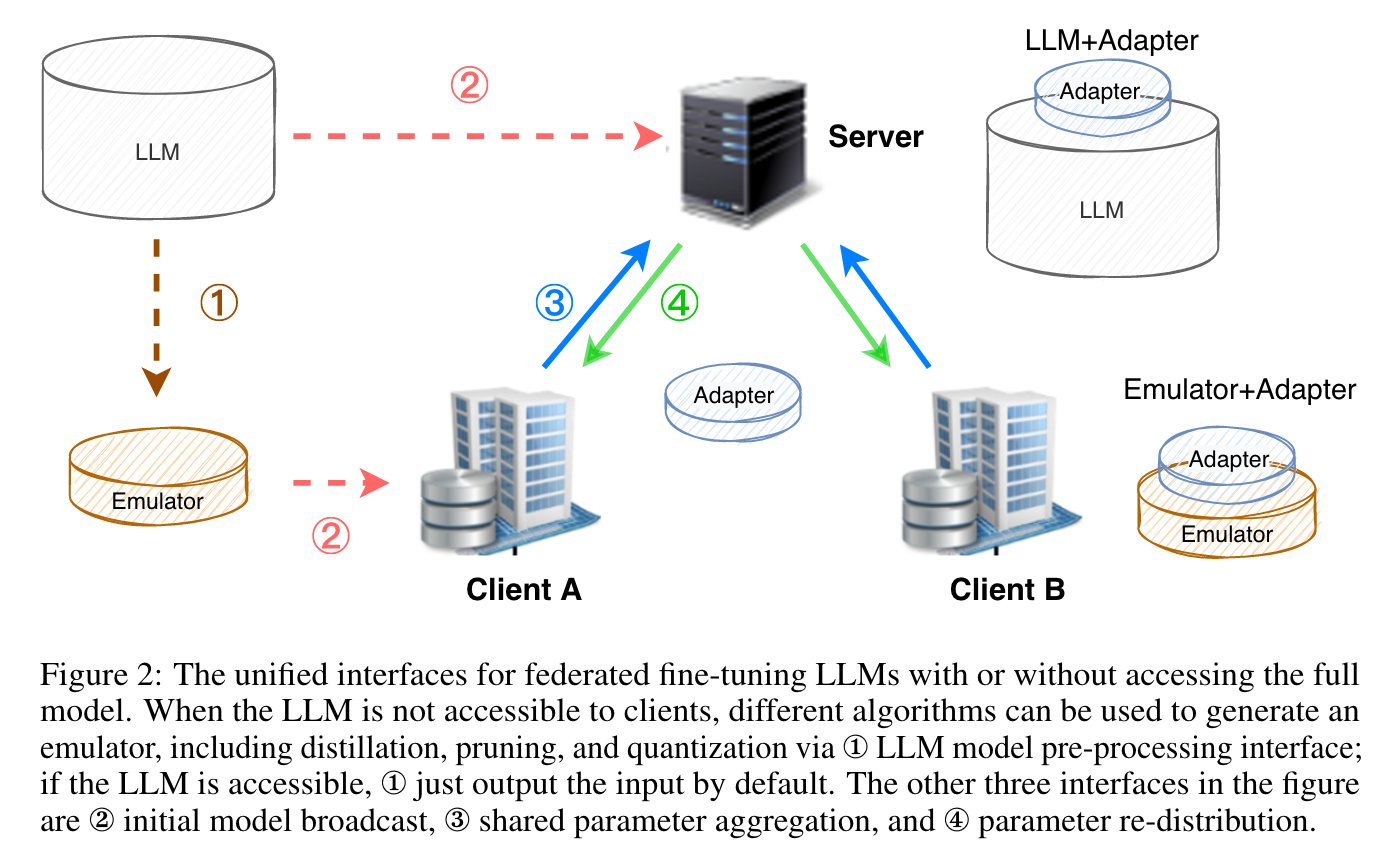 LLM+Adapter
Adapter
②
LLM
Server
LLM
①
③
④
Adapter
Emulator+Adapter
Adapter
Emulator
②
Emulator
Client A
Client B
Figure 2: The unified interfaces for federated fine-tuning LLMs with or without accessing the full
model. When the LLM is not accessible to clients, different algorithms can be used to generate an
emulator, including distillation, pruning, and quantization via ① LLM model pre-processing interface;
if the LLM is accessible, ① just output the input by default. The other three interfaces in the figure
are ② initial model broadcast, ③ shared parameter aggregation, and ④ parameter re-distribution.